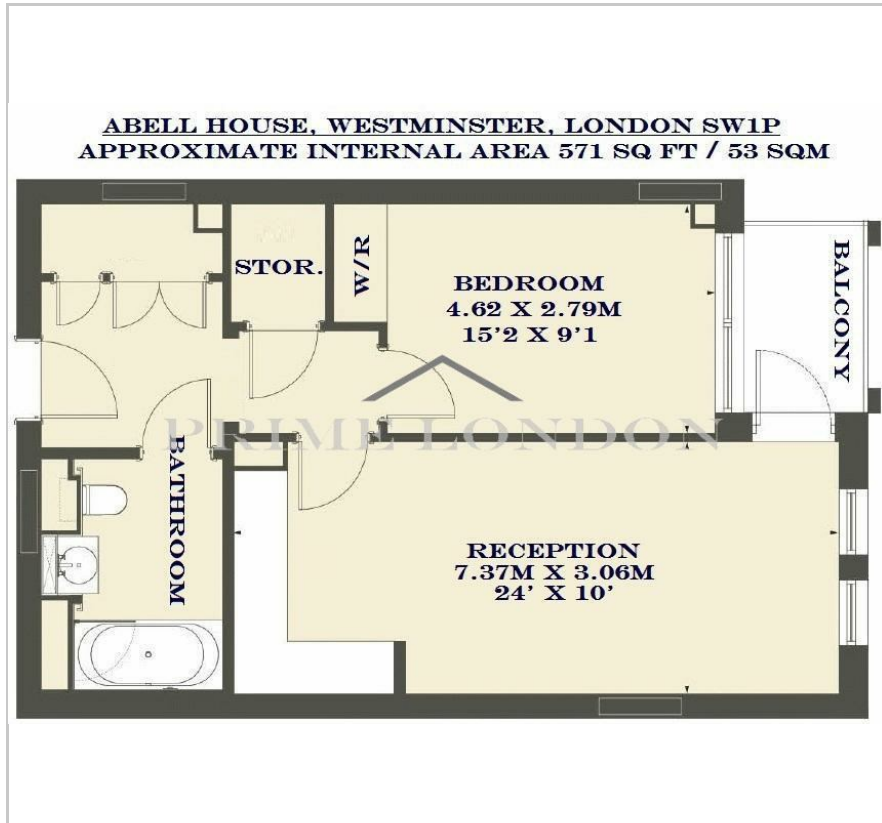 ABELL HOUSE, WESTMINSTER, LONDON SW1P
APPROXIMATE INTERNAL AREA 571 SQ FT / 53 SQM
STOR.
W/R
BEDROOM
4.62 X 2.79M
15'2 X 9'1
BALCONY
PRIME LONDON
BATHROOM
RECEPTION
7.37M X 3.06M
24' X 10'